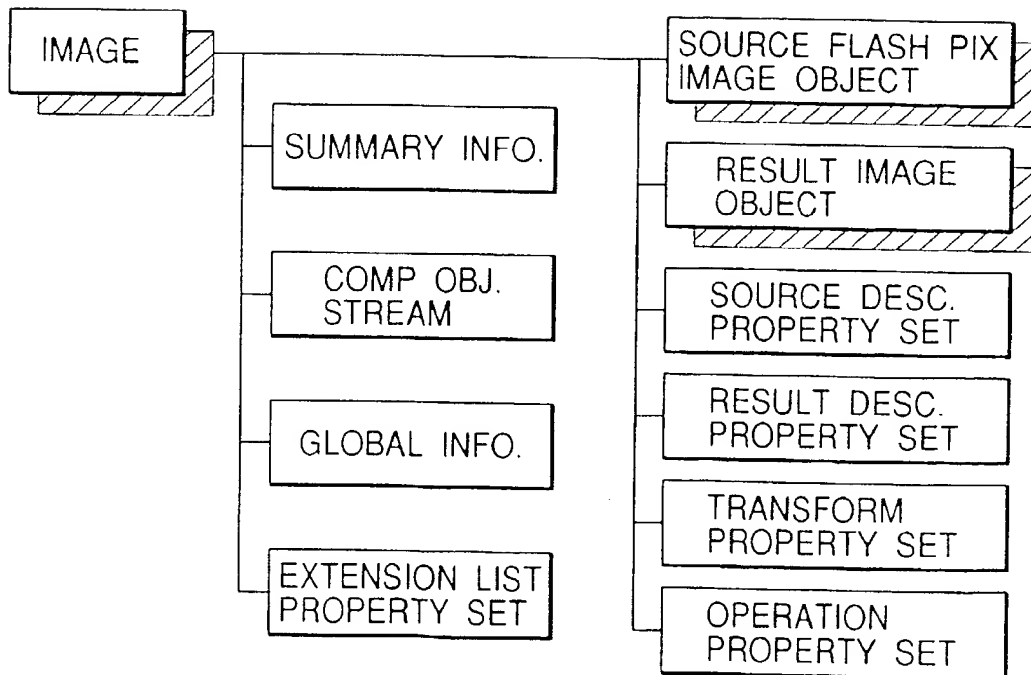 IMAGE
SUMMARY INFO.
COMP OBJ.
STREAM
GLOBAL INFO.
EXTENSION LIST
PROPERTY SET
SOURCE FLASH PIX
IMAGE OBJECT
RESULT IMAGE
OBJECT
SOURCE DESC.
PROPERTY SET
RESULT DESC.
PROPERTY SET
TRANSFORM
PROPERTY SET
OPERATION
PROPERTY SET